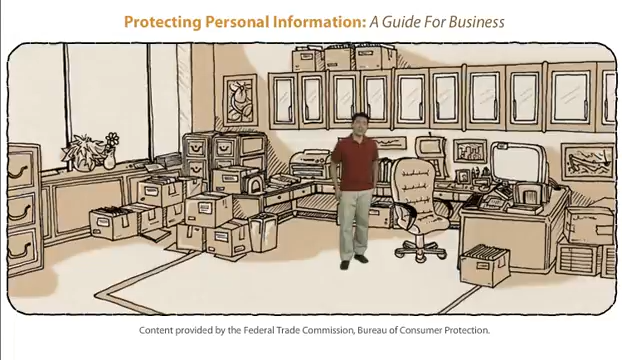 Protecting Personal Information: A Guide For Business
Content provided by the Federal Trade Commission, Bureau of Consumer Protection.